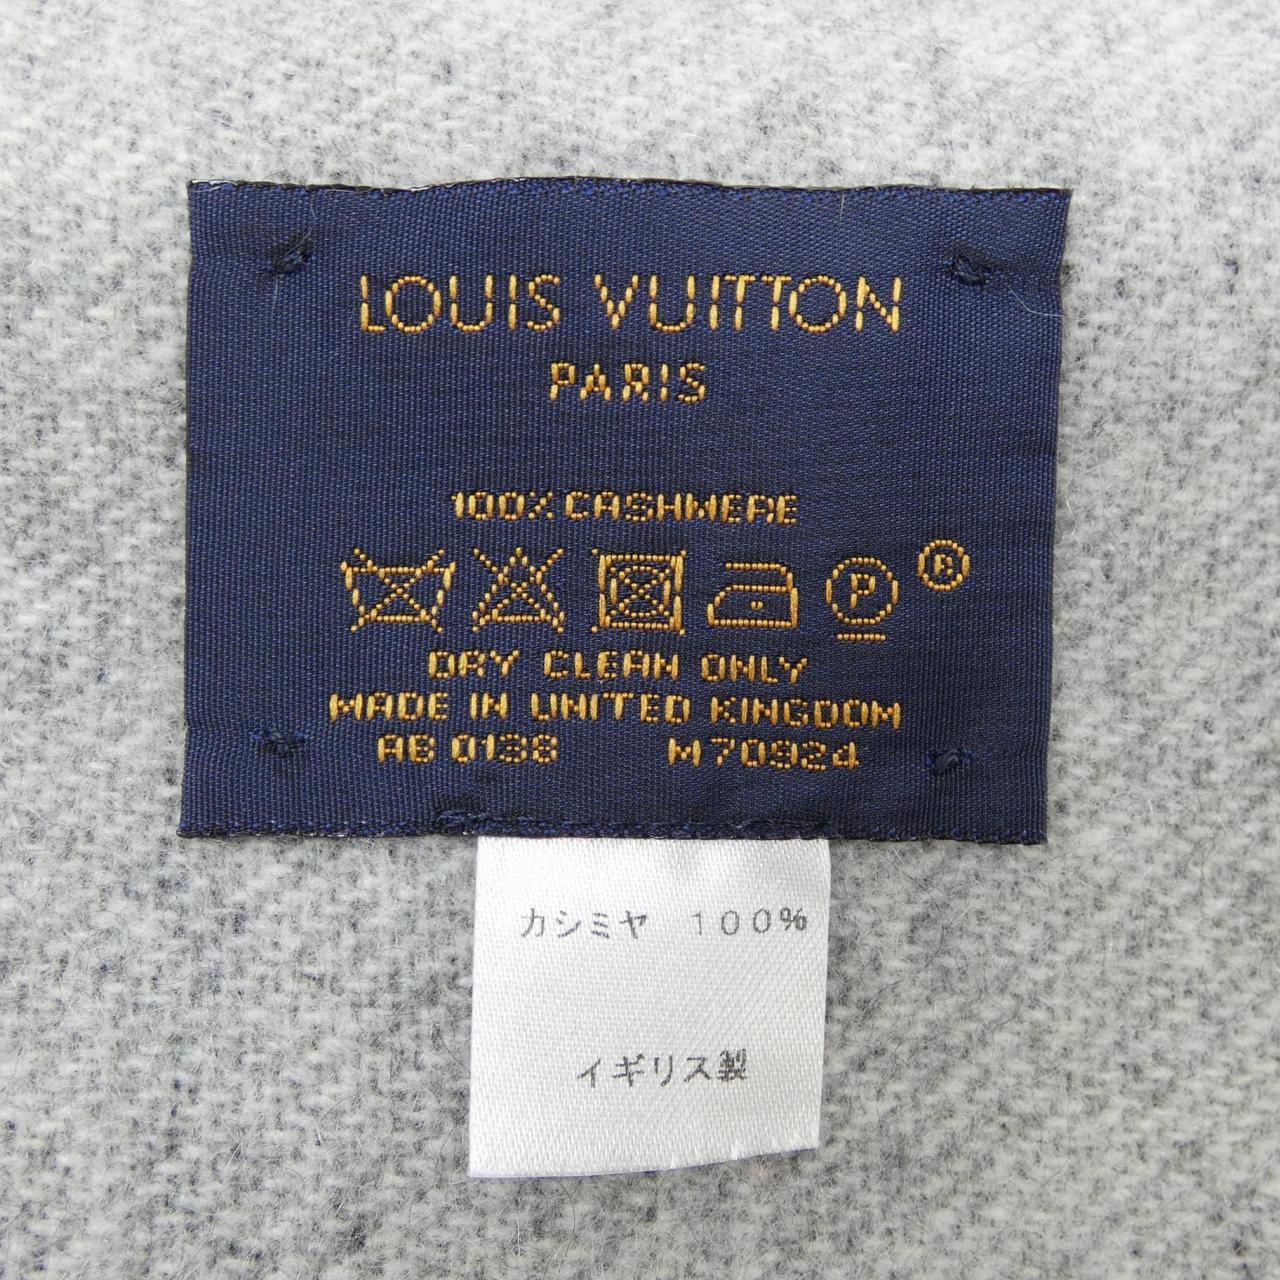 LOUIS VUITTON
PARIS
100% CASHMERE
P ®
DRY CLEAN ONLY
MADE IN UNITED KINGDOM
AB 0138 M70924
カシミヤ 100%
イギリス製